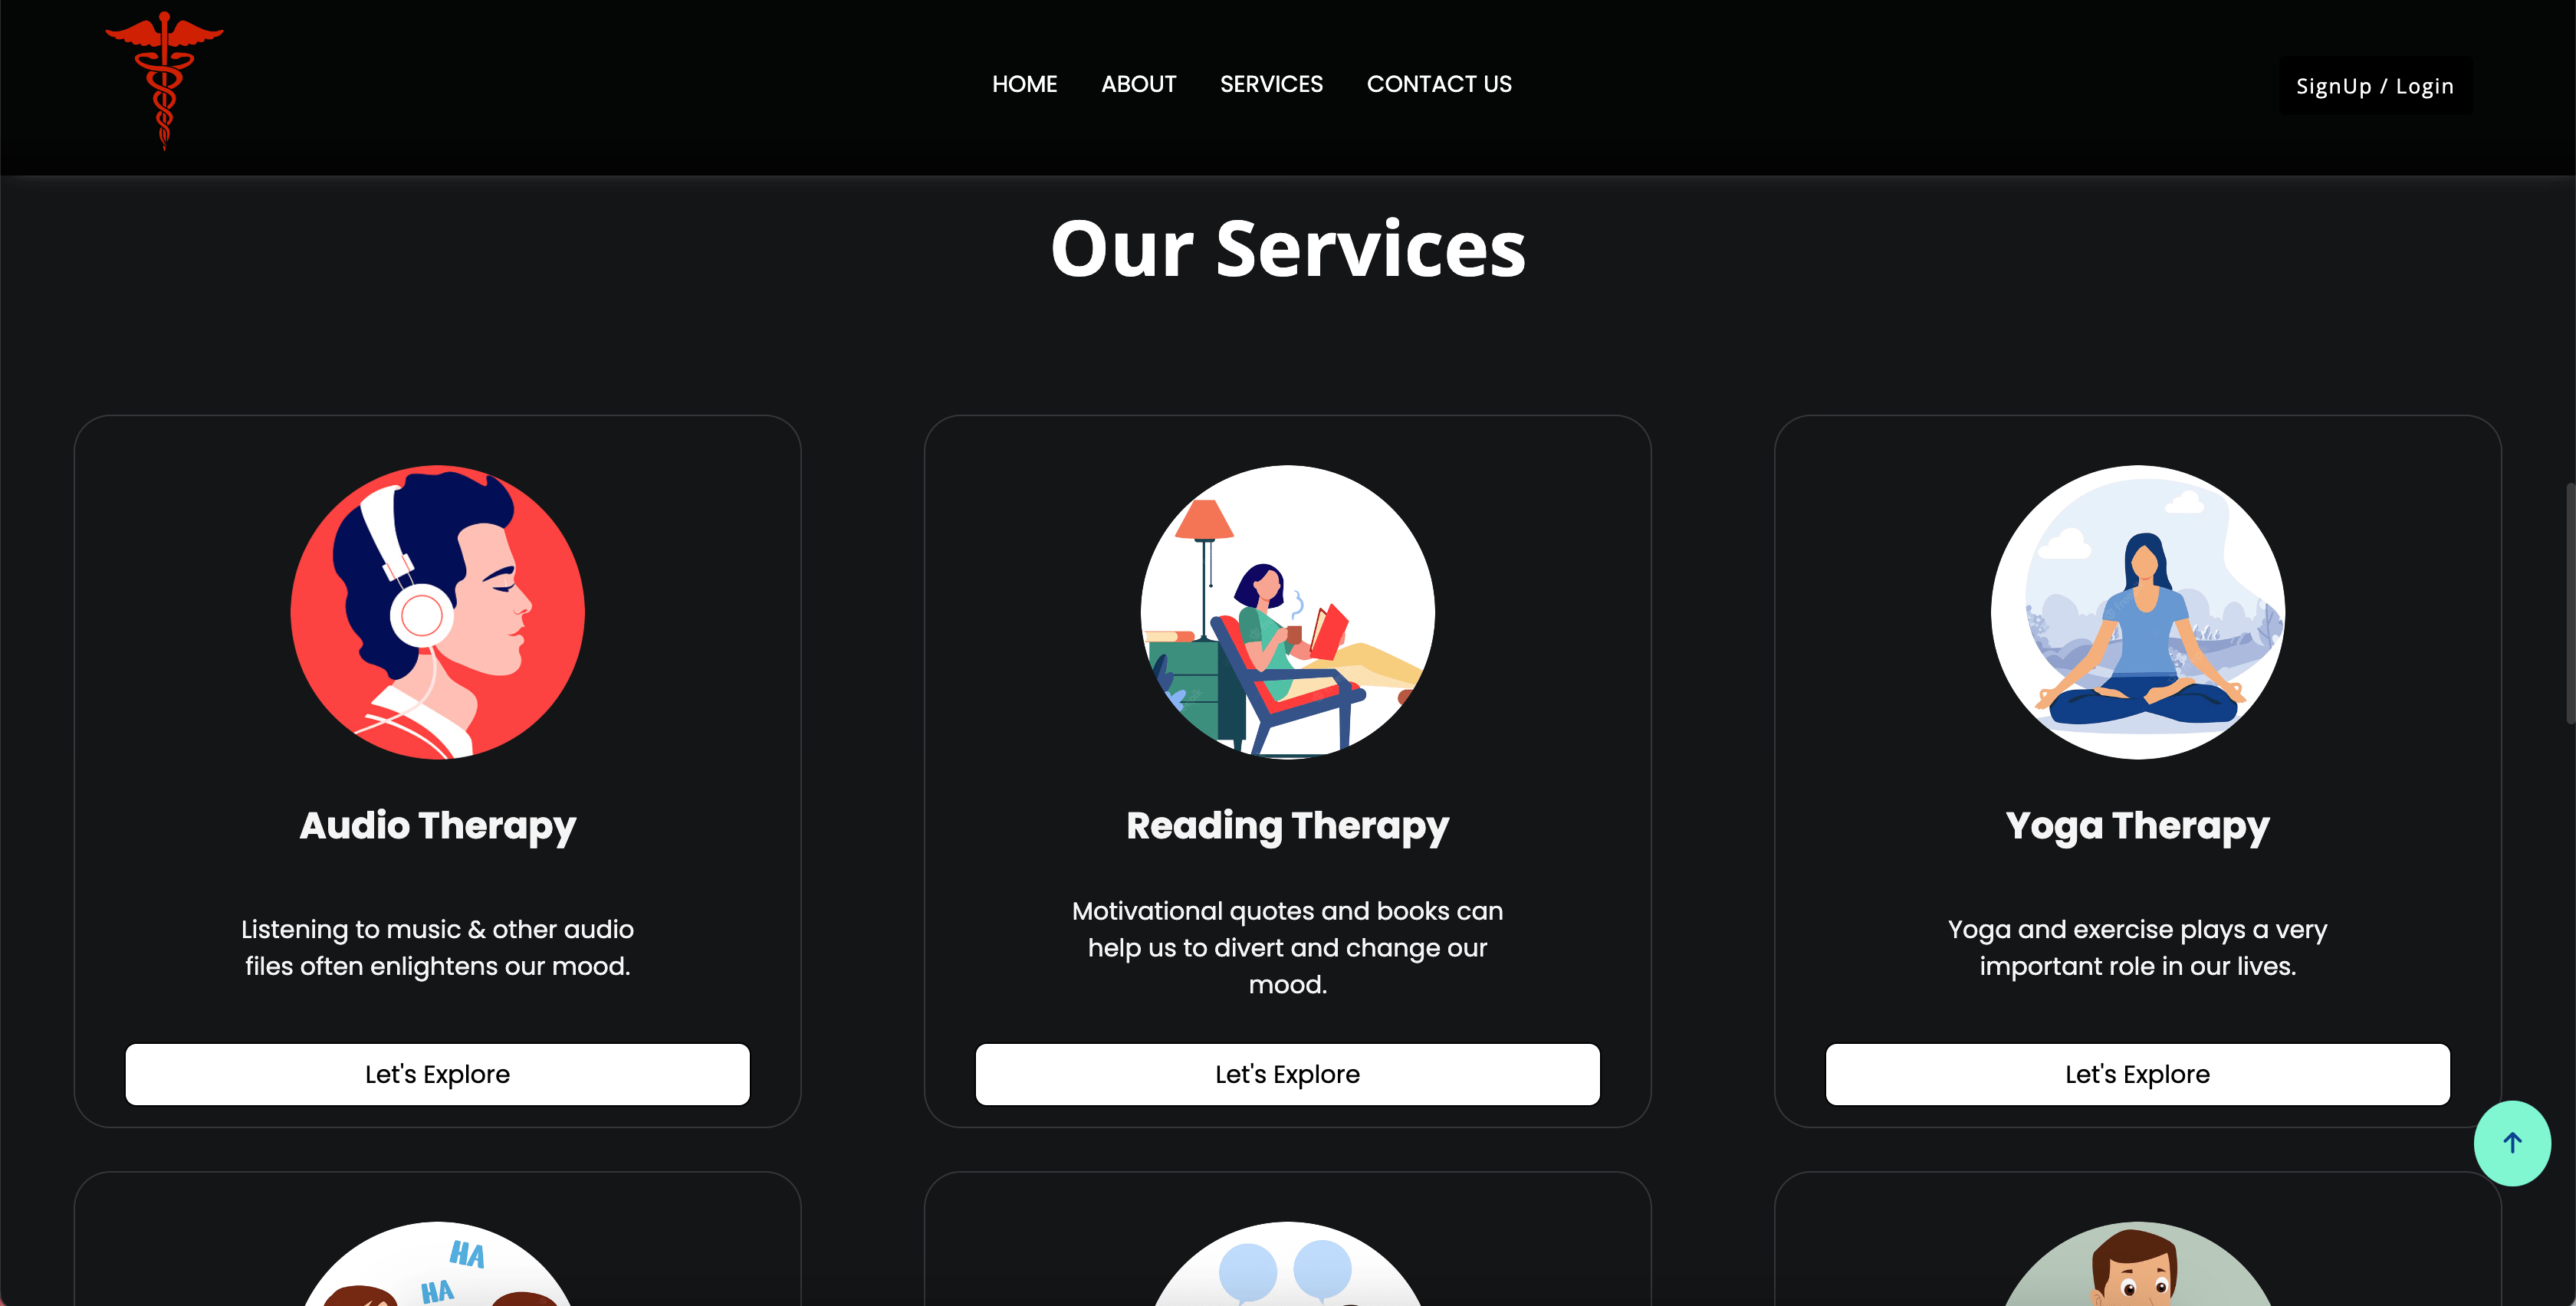 HOME ABOUT SERVICES CONTACT US
SignUp / Login
Our Services
Audio Therapy
Listening to music & other audio
files often enlightens our mood.
Let's Explore
Reading Therapy
Motivational quotes and books can
help us to divert and change our
mood.
Let's Explore
Yoga Therapy
Yoga and exercise plays a very
important role in our lives.
Let's Explore
HA
HA